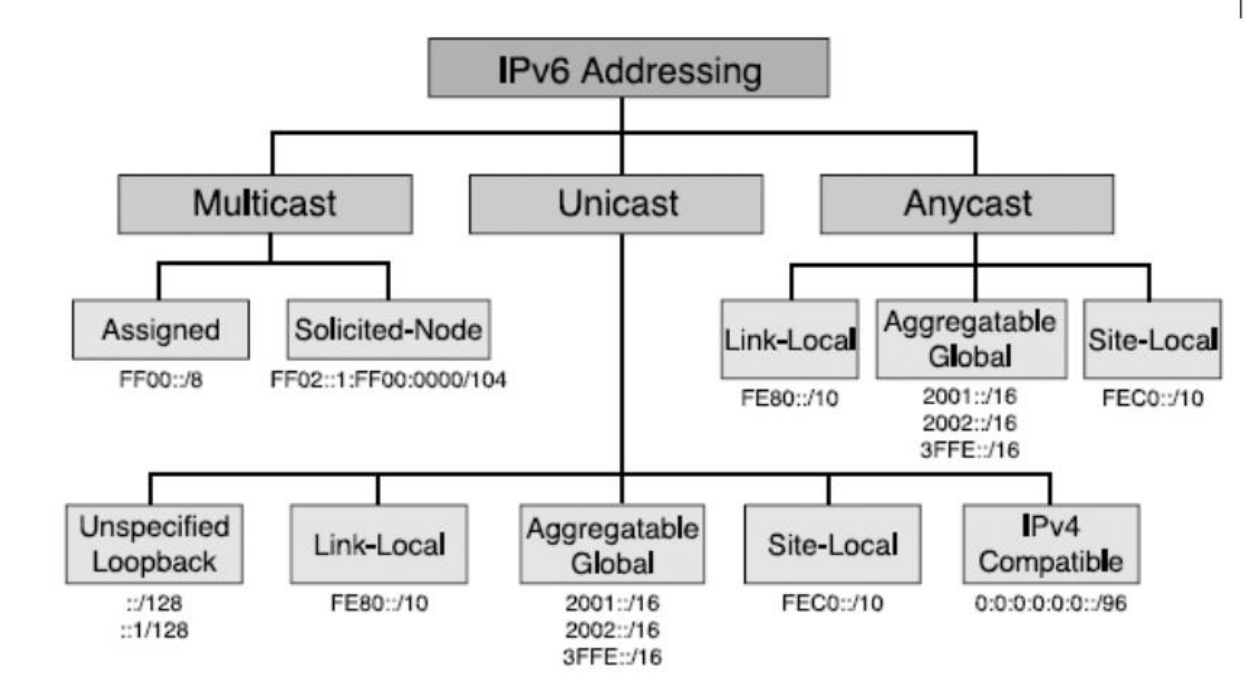 IPv6 Addressing
Multicast
Unicast
Anycast
Assigned
FF00::/8
Solicited-Node
FF02::1:FF00:0000/104
Link-Local
FE80::/10
Aggregatable
Global
2001::/16
2002::/16
3FFE::/16
Site-Local
FEC0::/10
Unspecified
Loopback
::/128
::1/128
Link-Local
FE80::/10
Aggregatable
Global
2001::/16
2002::/16
3FFE::/16
Site-Local
FEC0::/10
IPv4
Compatible
0:0:0:0:0:0::/96